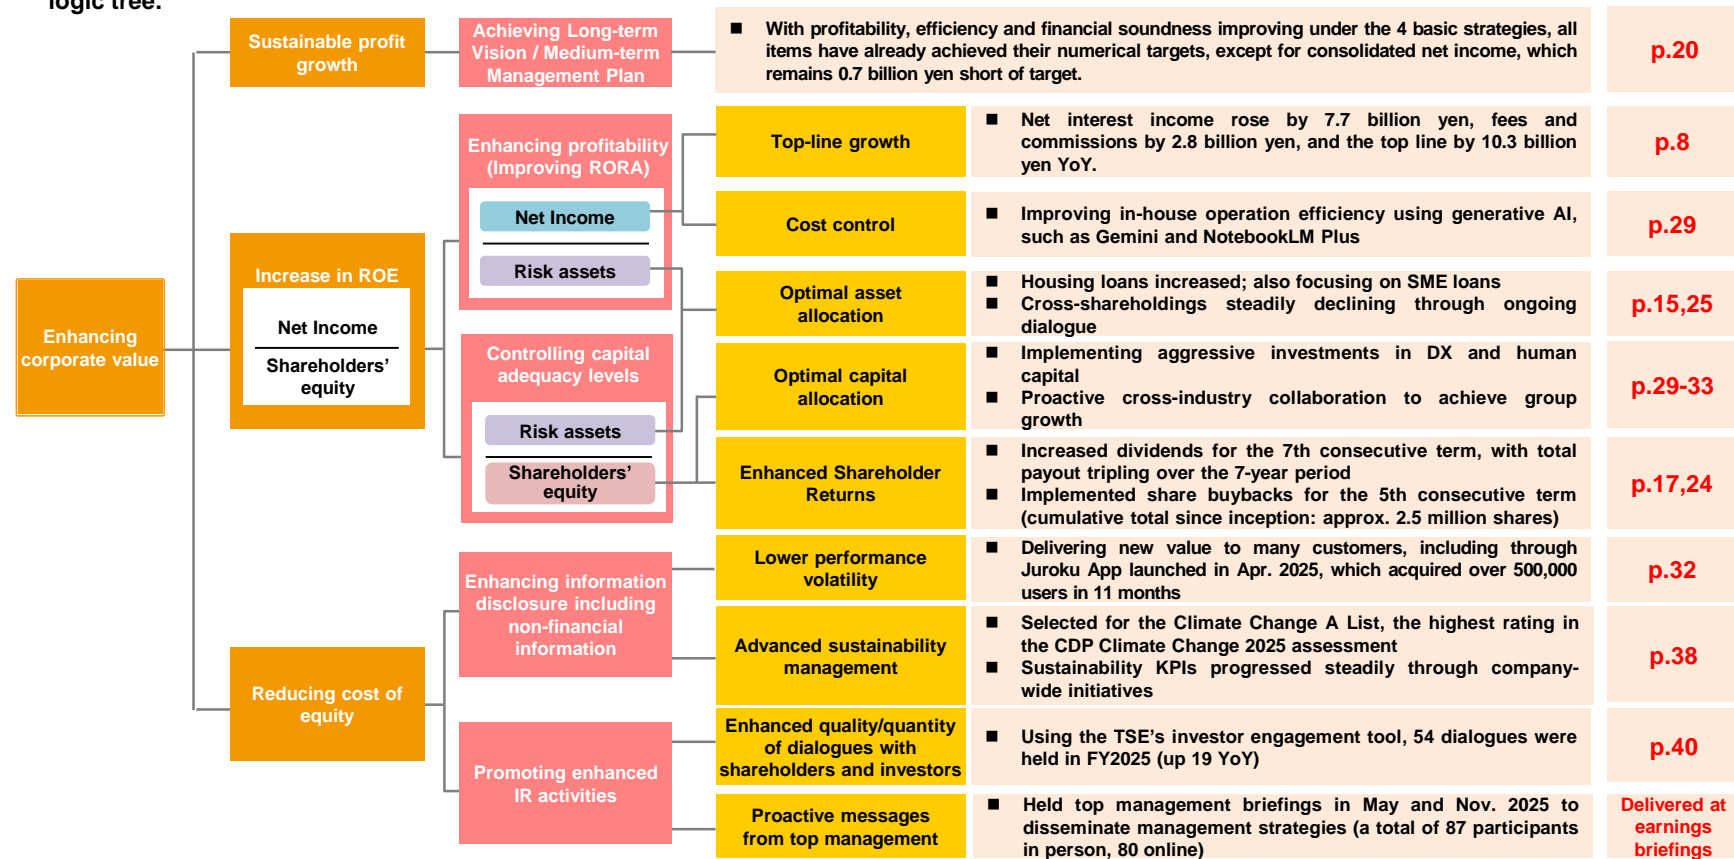 logic tree.
Sustainable profit
growth
Achieving Long-term
Vision / Medium-term
Management Plan
■ With profitability, efficiency and financial soundness improving under the 4 basic strategies, all
items have already achieved their numerical targets, except for consolidated net income, which
remains 0.7 billion yen short of target.
p.20
Enhancing
corporate value
Increase in ROE
Net Income
Shareholders’
equity
Enhancing profitability
(Improving RORA)
Net Income
Risk assets
Controlling capital
adequacy levels
Risk assets
Shareholders’
equity
Top-line growth
■ Net interest income rose by 7.7 billion yen, fees and
commissions by 2.8 billion yen, and the top line by 10.3 billion
yen YoY.
p.8
Cost control
■ Improving in-house operation efficiency using generative AI,
such as Gemini and NotebookLM Plus
p.29
Optimal asset
allocation
■ Housing loans increased; also focusing on SME loans
■ Cross-shareholdings steadily declining through ongoing
dialogue
p.15,25
Optimal capital
allocation
■ Implementing aggressive investments in DX and human
capital
■ Proactive cross-industry collaboration to achieve group
growth
p.29-33
Enhanced Shareholder
Returns
■ Increased dividends for the 7th consecutive term, with total
payout tripling over the 7-year period
■ Implemented share buybacks for the 5th consecutive term
(cumulative total since inception: approx. 2.5 million shares)
p.17,24
Reducing cost of
equity
Enhancing information
disclosure including
non-financial
information
Lower performance
volatility
■ Delivering new value to many customers, including through
Juroku App launched in Apr. 2025, which acquired over 500,000
users in 11 months
p.32
Advanced sustainability
management
■ Selected for the Climate Change A List, the highest rating in
the CDP Climate Change 2025 assessment
■ Sustainability KPIs progressed steadily through company-
wide initiatives
p.38
Promoting enhanced
IR activities
Enhanced quality/quantity
of dialogues with
shareholders and investors
■ Using the TSE’s investor engagement tool, 54 dialogues were
held in FY2025 (up 19 YoY)
p.40
Proactive messages
from top management
■ Held top management briefings in May and Nov. 2025 to
disseminate management strategies (a total of 87 participants
in person, 80 online)
Delivered at
earnings
briefings